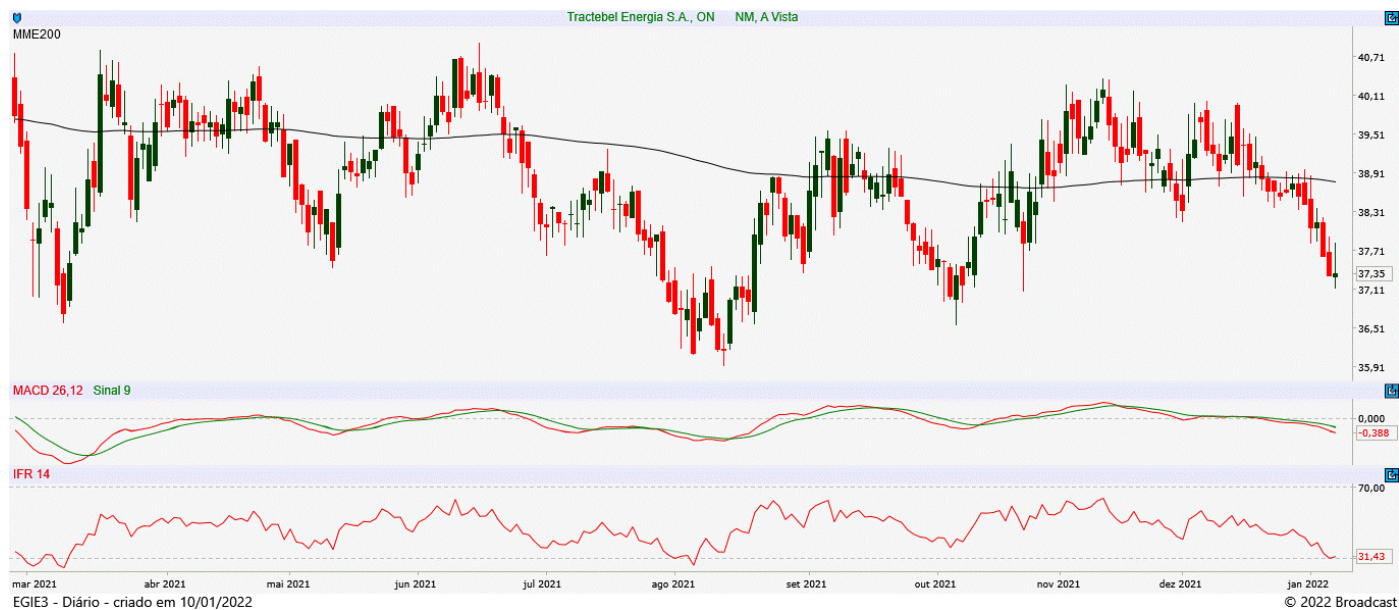 Tractebel Energia S.A., ON NM, A Vista
MME200
40,71
40,11
39,51
38,91
38,31
37,71
37,35
37,11
36,51
35,91
MACD 26,12 Sinal 9
0,000
-0,388
IFR 14
70,00
31,43
mar 2021 abr 2021 mai 2021 jun 2021 jul 2021 ago 2021 set 2021 out 2021 nov 2021 dez 2021 jan 2022
EGIE3 - Diário - criado em 10/01/2022 © 2022 Broadcast